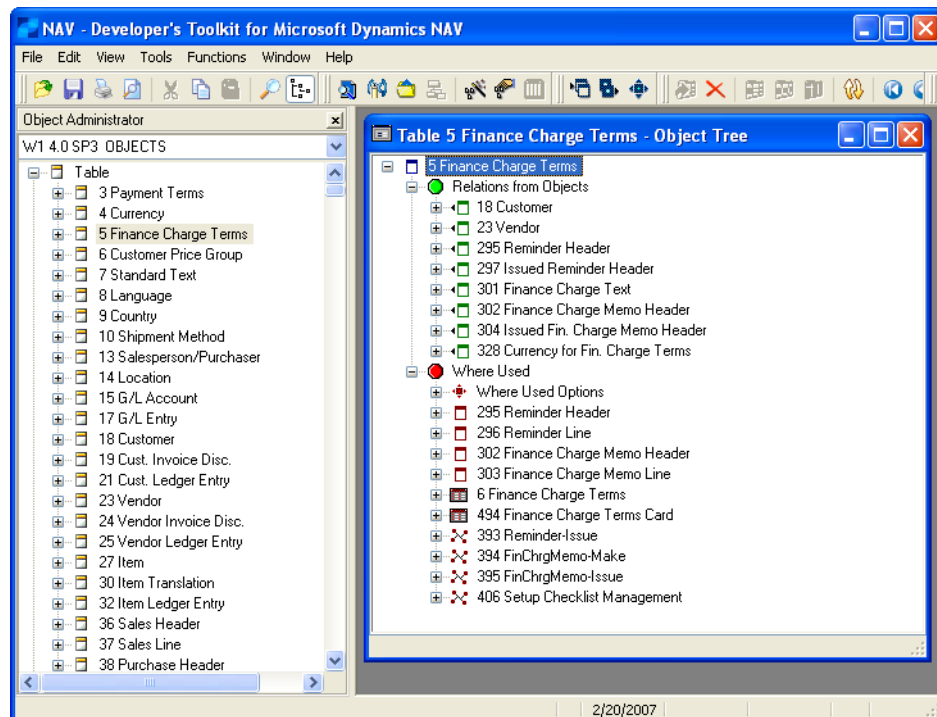 NAV - Developer's Toolkit for Microsoft Dynamics NAV
File Edit View Tools Functions Window Help
Object Administrator
W1 4.0 SP3 OBJECTS
Table
3 Payment Terms
4 Currency
5 Finance Charge Terms
6 Customer Price Group
7 Standard Text
8 Language
9 Country
10 Shipment Method
13 Salesperson/Purchaser
14 Location
15 G/L Account
17 G/L Entry
18 Customer
19 Cust. Invoice Disc.
21 Cust. Ledger Entry
23 Vendor
24 Vendor Invoice Disc.
25 Vendor Ledger Entry
27 Item
30 Item Translation
32 Item Ledger Entry
36 Sales Header
37 Sales Line
38 Purchase Header
Table 5 Finance Charge Terms - Object Tree
5 Finance Charge Terms
Relations from Objects
18 Customer
23 Vendor
295 Reminder Header
297 Issued Reminder Header
301 Finance Charge Text
302 Finance Charge Memo Header
304 Issued Fin. Charge Memo Header
328 Currency for Fin. Charge Terms
Where Used
Where Used Options
295 Reminder Header
296 Reminder Line
302 Finance Charge Memo Header
303 Finance Charge Memo Line
6 Finance Charge Terms
494 Finance Charge Terms Card
393 Reminder-Issue
394 FinChrgMemo-Make
395 FinChrgMemo-Issue
406 Setup Checklist Management
2/20/2007